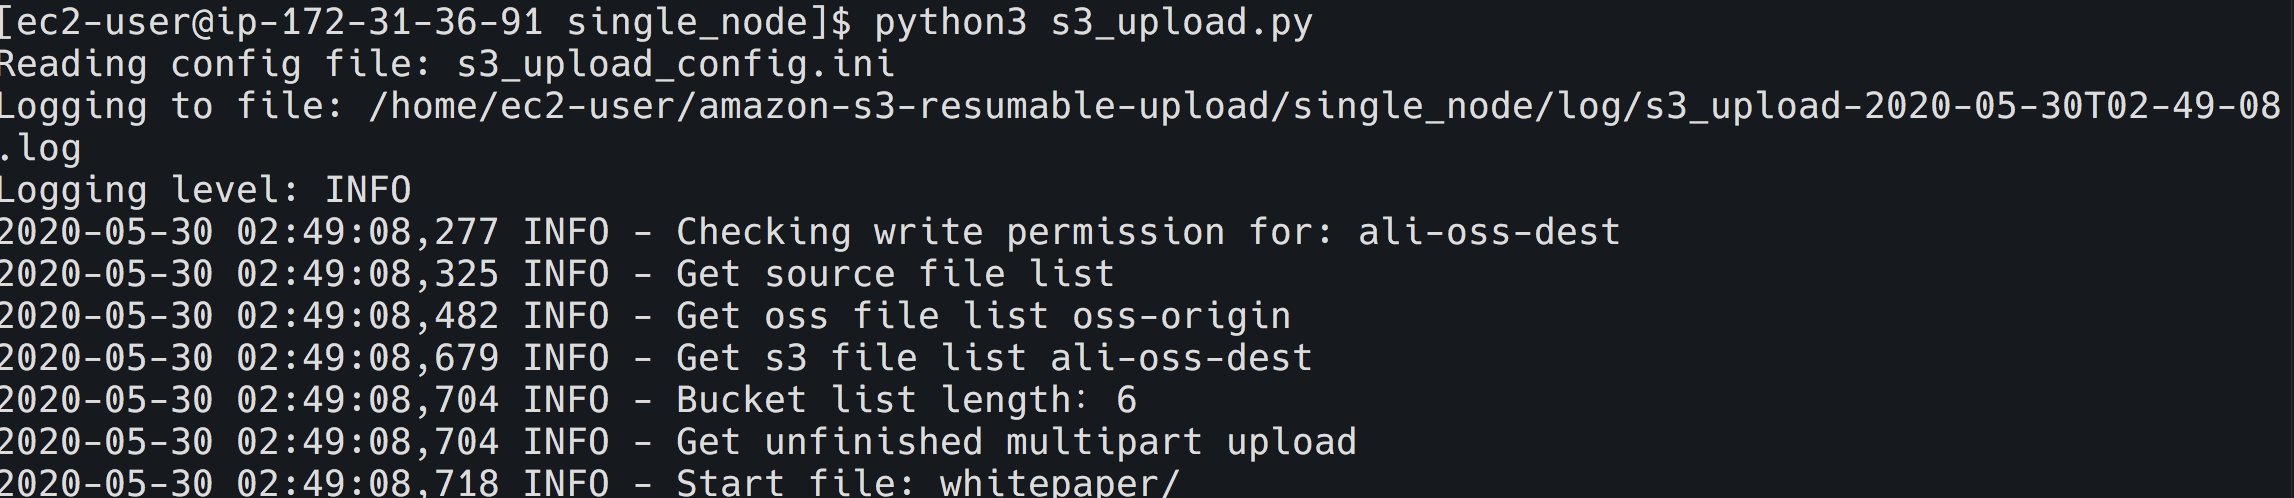 [ec2-user@ip-172-31-36-91 single_node]$ python3 s3_upload.py
Reading config file: s3_upload_config.ini
Logging to file: /home/ec2-user/amazon-s3-resumable-upload/single_node/log/s3_upload-2020-05-30T02-49-08
.log
Logging level: INFO
2020-05-30 02:49:08,277 INFO - Checking write permission for: ali-oss-dest
2020-05-30 02:49:08,325 INFO - Get source file list
2020-05-30 02:49:08,482 INFO - Get oss file list oss-origin
2020-05-30 02:49:08,679 INFO - Get s3 file list ali-oss-dest
2020-05-30 02:49:08,704 INFO - Bucket list length：6
2020-05-30 02:49:08,704 INFO - Get unfinished multipart upload
2020-05-30 02:49:08,718 INFO - Start file: whitepaper/